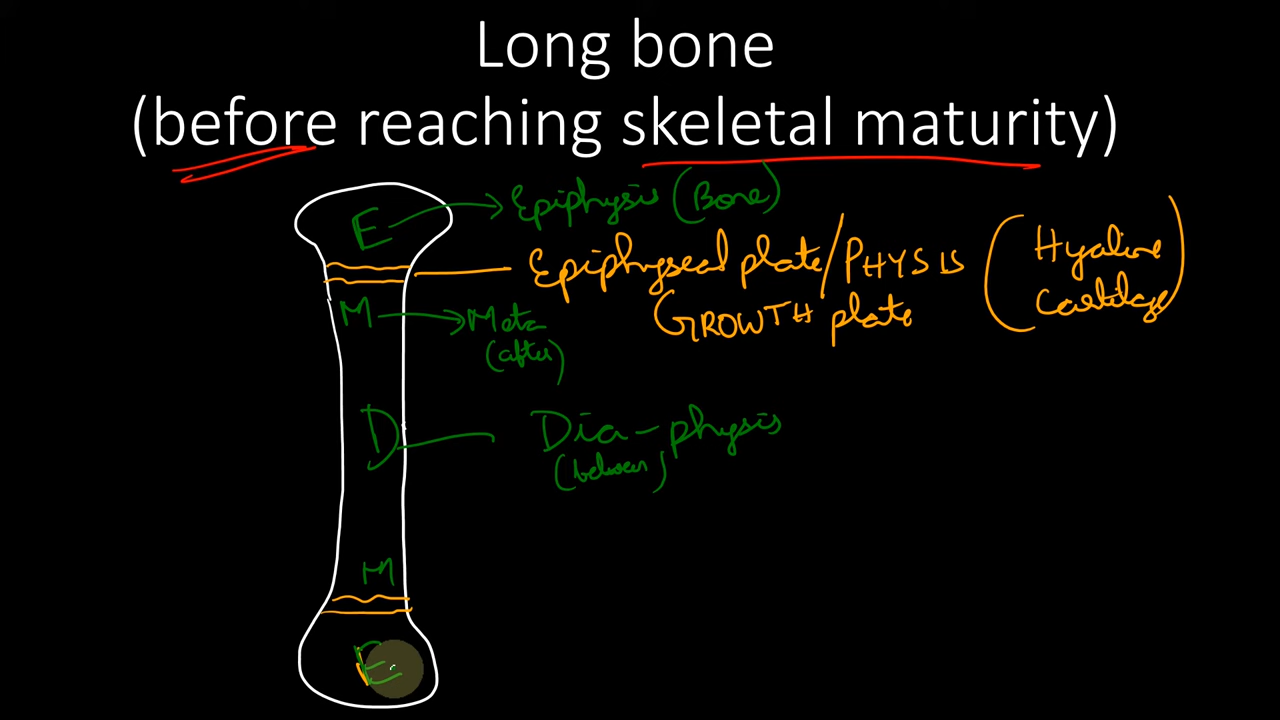 Long bone
(before reaching skeletal maturity)
E
Epiphysis (Bone)
Epiphyseal plate/PHYSIS
GROWTH plate
(Hyaline
Cartilage)
M
Meta
(after)
D
Dia-physis
(between)
M
E